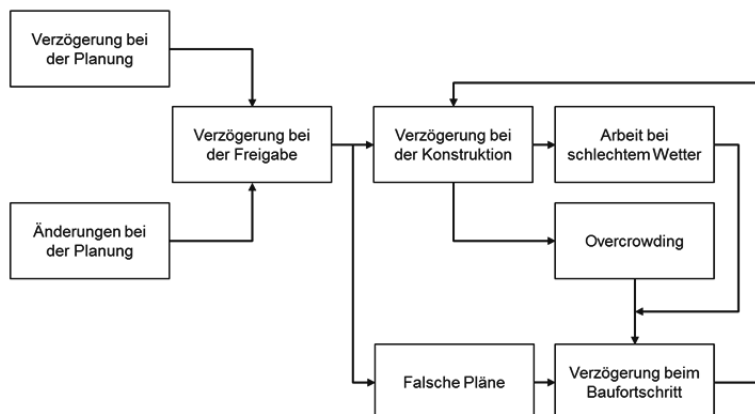 Verzögerung bei
der Planung
Verzögerung bei
der Freigabe
Verzögerung bei
der Konstruktion
Arbeit bei
schlechtem Wetter
Änderungen bei
der Planung
Overcrowding
Falsche Pläne
Verzögerung beim
Baufortschritt